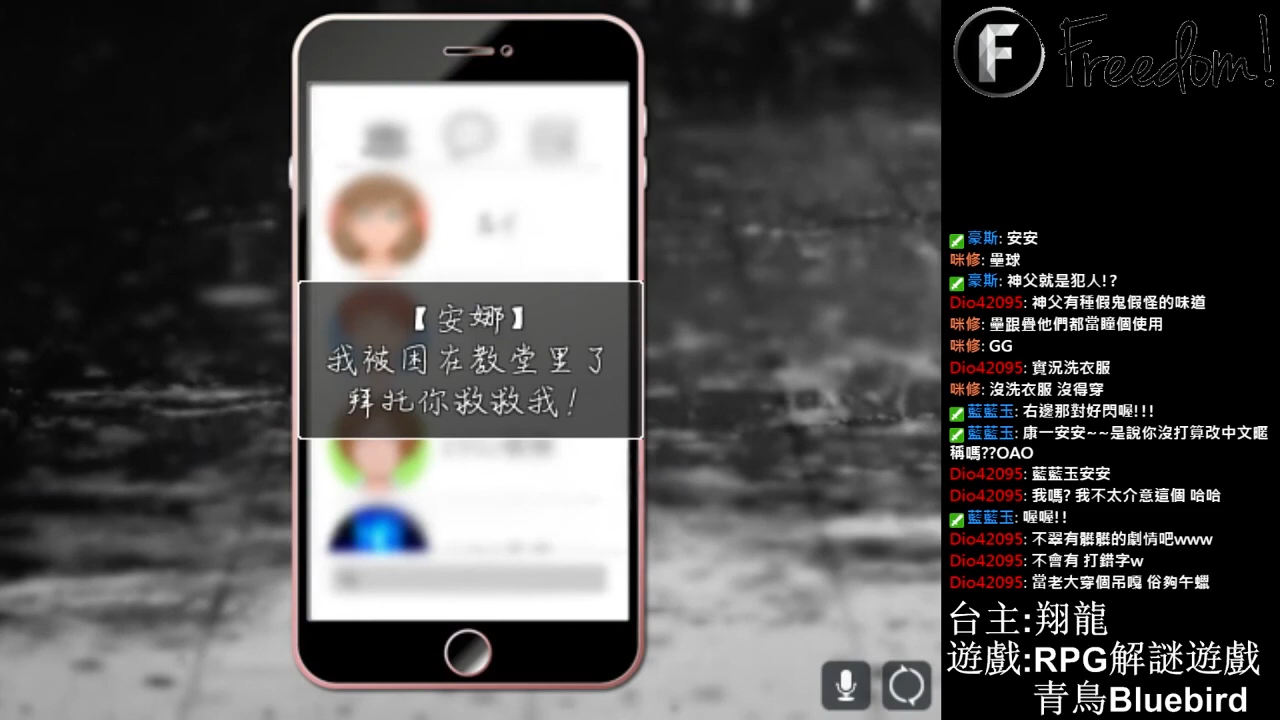 【安娜】
我被困在教堂里了
拜托你救救我！
F Freedom!
豪斯: 安安
咪修: 壘球
豪斯: 神父就是犯人!?
Dio42095: 神父有種假鬼假怪的味道
咪修: 壘跟疊他們都當瞳個使用
咪修: GG
Dio42095: 實況洗衣服
咪修: 沒洗衣服 沒得穿
藍藍玉: 右邊那對好閃喔!!!
藍藍玉: 康一安安~~是說你沒打算改中文暱
稱嗎??OAO
Dio42095: 藍藍玉安安
Dio42095: 我嗎? 我不太介意這個 哈哈
藍藍玉: 喔喔!!
Dio42095: 不翠有髒髒的劇情吧www
Dio42095: 不會有 打錯字w
Dio42095: 當老大穿個吊嘎 俗夠午蠟
台主:翔龍
遊戲:RPG解謎遊戲
青鳥Bluebird